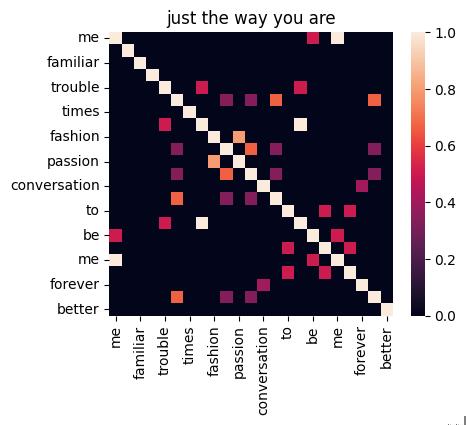 just the way you are
me
familiar
trouble
times
fashion
passion
conversation
to
be
me
forever
better
me
familiar
trouble
times
fashion
passion
conversation
to
be
me
forever
better
1.0
0.8
0.6
0.4
0.2
0.0